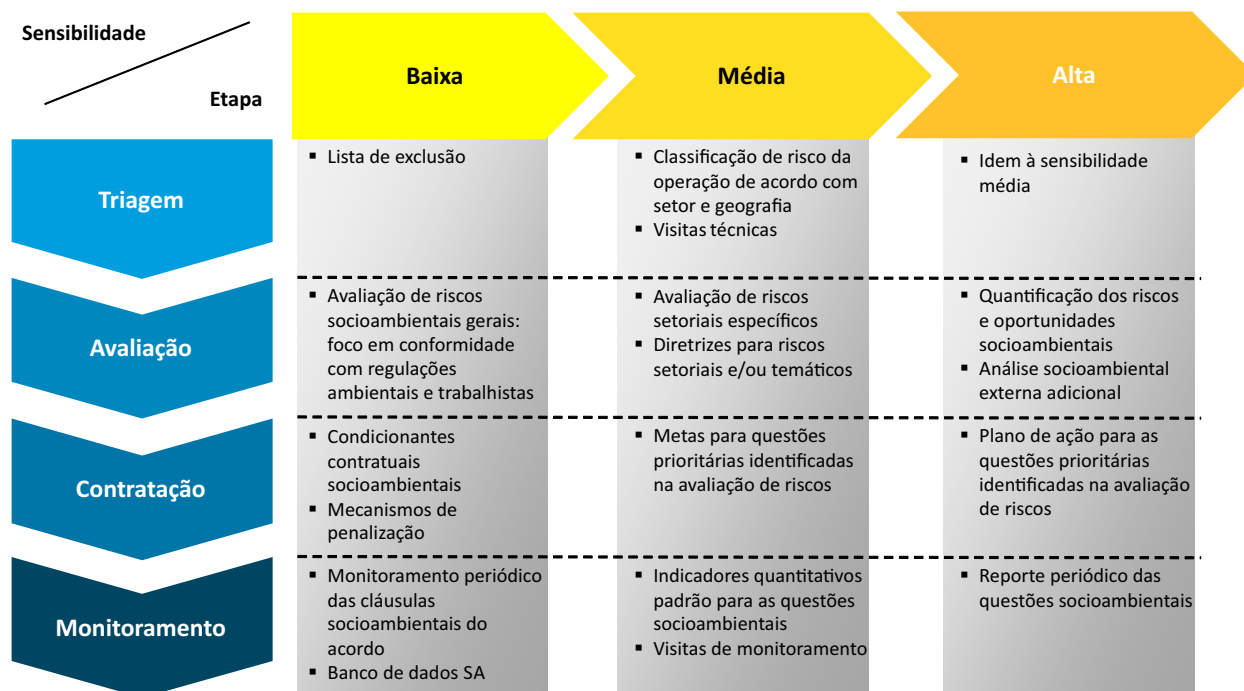 Sensibilidade
Etapa
Baixa
Média
Alta
Triagem
▪ Lista de exclusão
▪ Classificação de risco da
operação de acordo com
setor e geografia
▪ Visitas técnicas
▪ Idem à sensibilidade
média
Avaliação
▪ Avaliação de riscos
socioambientais gerais:
foco em conformidade
com regulações
ambientais e trabalhistas
▪ Avaliação de riscos
setoriais específicos
▪ Diretrizes para riscos
setoriais e/ou temáticos
▪ Quantificação dos riscos
e oportunidades
socioambientais
▪ Análise socioambiental
externa adicional
Contratação
▪ Condicionantes
contratuais
socioambientais
▪ Mecanismos de
penalização
▪ Metas para questões
prioritárias identificadas
na avaliação de riscos
▪ Plano de ação para as
questões prioritárias
identificadas na avaliação
de riscos
Monitoramento
▪ Monitoramento periódico
das cláusulas
socioambientais do
acordo
▪ Banco de dados SA
▪ Indicadores quantitativos
padrão para as questões
socioambientais
▪ Visitas de monitoramento
▪ Reporte periódico das
questões socioambientais